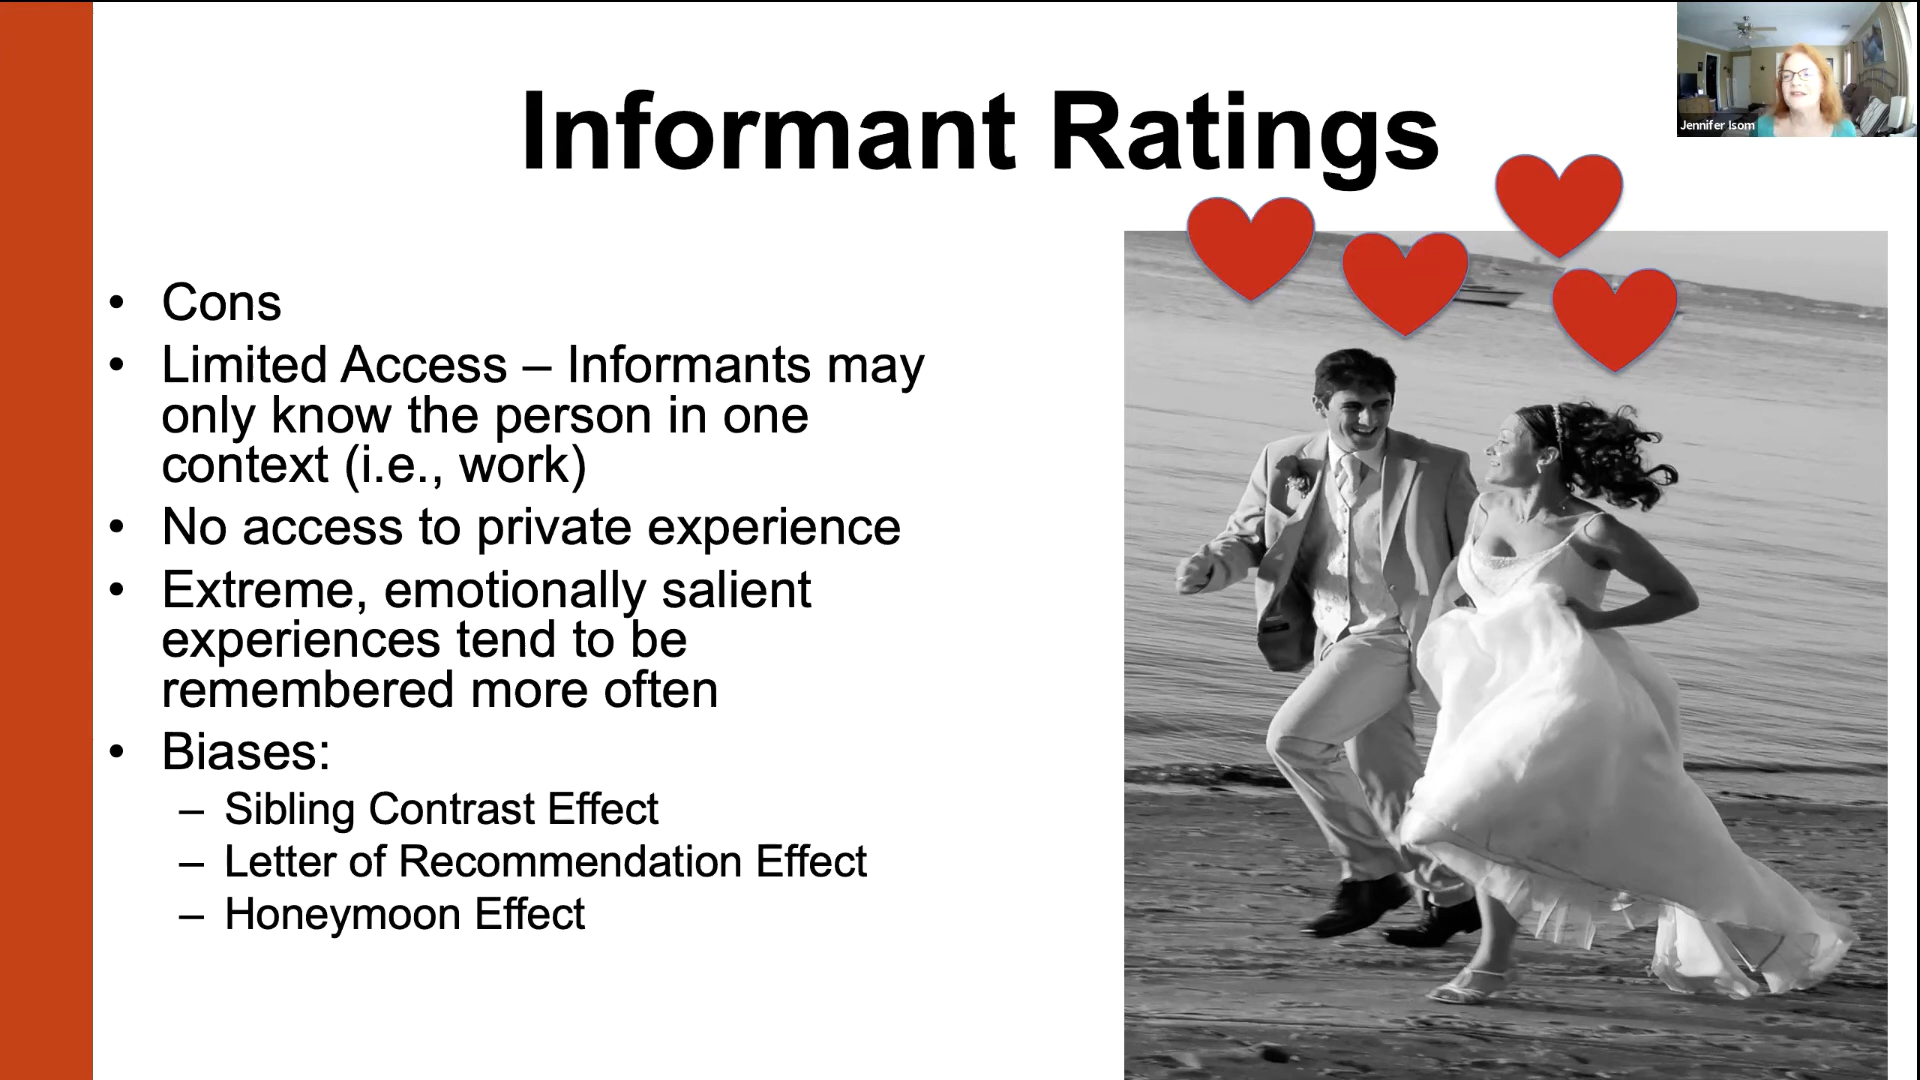 Informant Ratings
Jennifer Isom
• Cons
• Limited Access – Informants may
only know the person in one
context (i.e., work)
• No access to private experience
• Extreme, emotionally salient
experiences tend to be
remembered more often
• Biases:
– Sibling Contrast Effect
– Letter of Recommendation Effect
– Honeymoon Effect